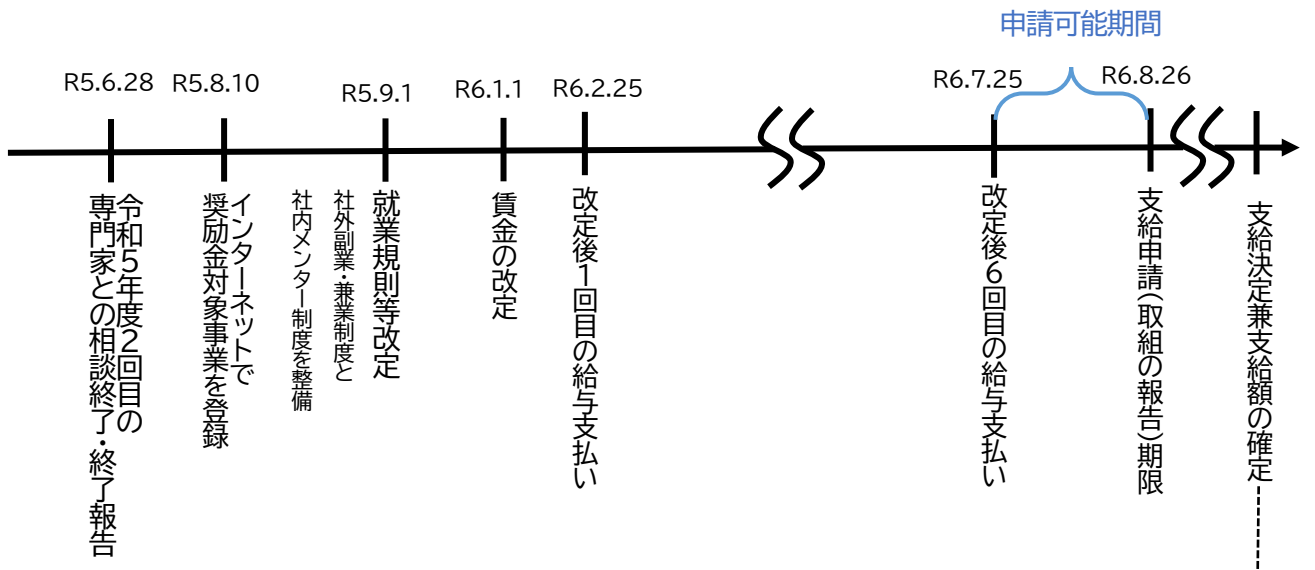 申請可能期間
R5.6.28
R5.8.10
R5.9.1
R6.1.1
R6.2.25
R6.7.25
R6.8.26
令和５年度２回目の
専門家との相談終了・終了報告
インターネットで
奨励金対象事業を登録
就業規則等改定
社外副業・兼業制度と
社内メンター制度を整備
賃金の改定
改定後１回目の給与支払い
改定後６回目の給与支払い
支給申請（取組の報告）期限
支給決定兼支給額の確定